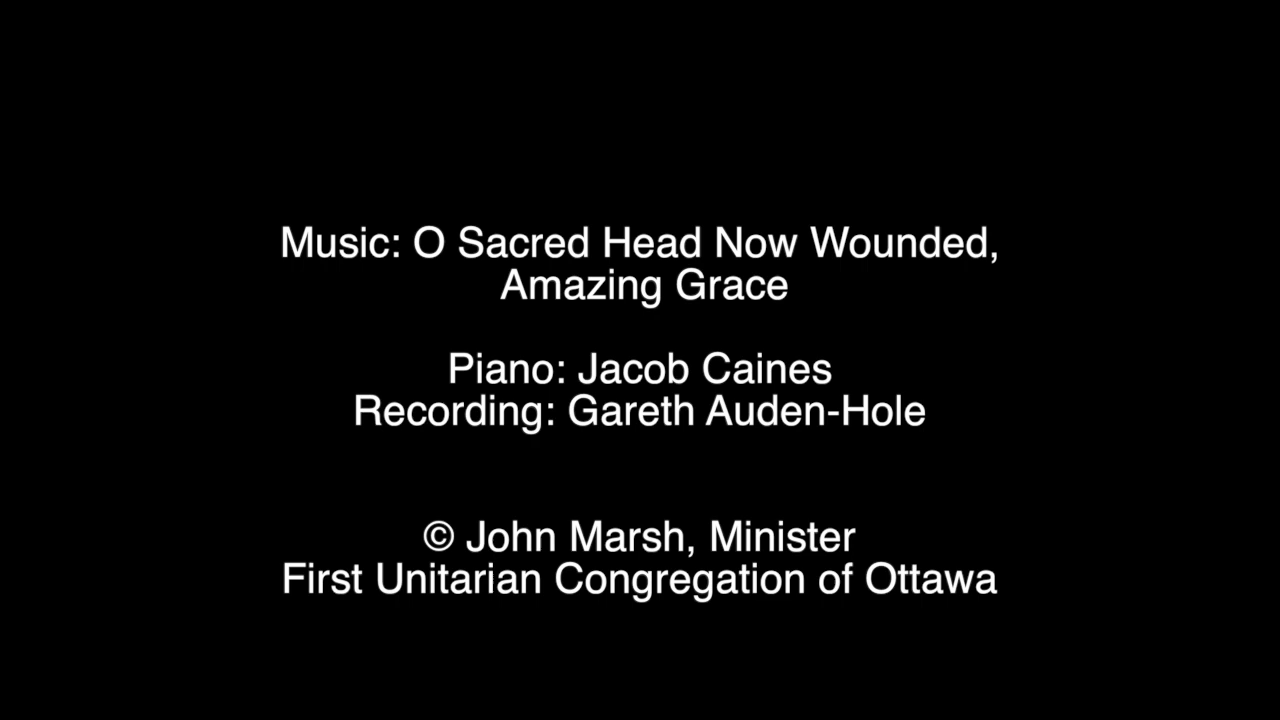 Music: O Sacred Head Now Wounded,
Amazing Grace
Piano: Jacob Caines
Recording: Gareth Auden-Hole
© John Marsh, Minister
First Unitarian Congregation of Ottawa